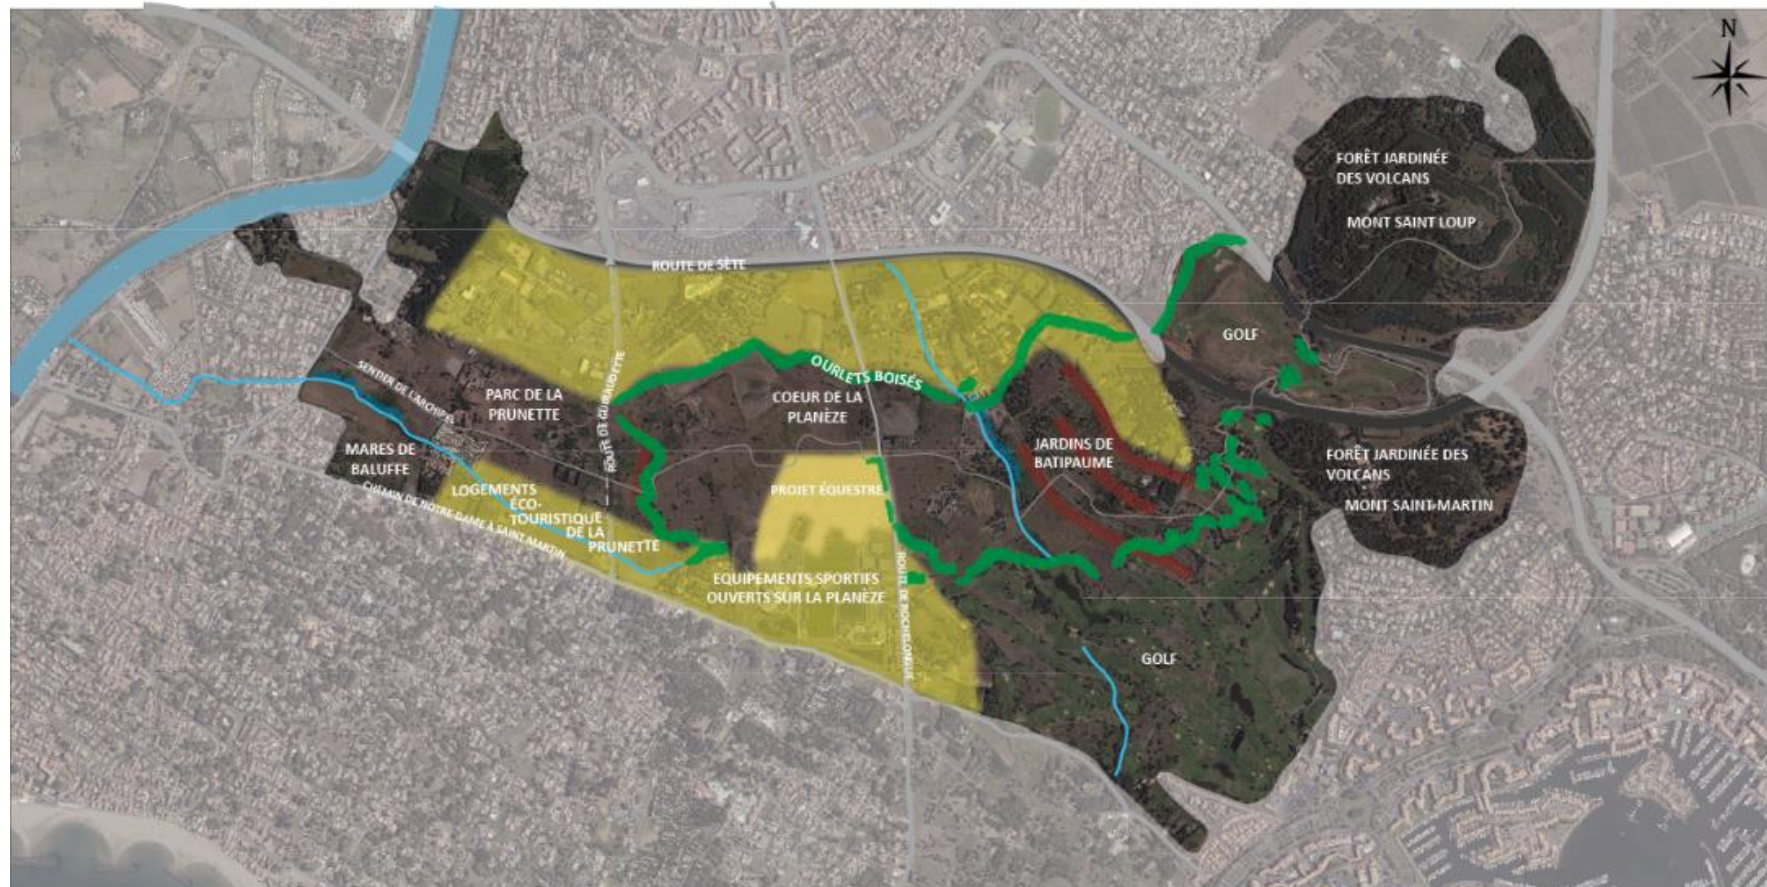 N
FORÊT JARDINÉE
DES VOLCANS
MONT SAINT LOUP
ROUTE DE SÈTE
GOLF
OURLETS BOISÉS
SENTIER DE L'ARCHIPEL
PARC DE LA
PRUNETTE
ROUTE DE GUIRAUDETTE
COEUR DE LA
PLANÈZE
MARES DE
BALUFFE
JARDINS DE
BATIPAUME
FORÊT JARDINÉE DES
VOLCANS
MONT SAINT-MARTIN
LOGEMENTS
ÉCO-
TOURISTIQUE
DE LA
PRUNETTE
PROJET ÉQUESTRE
CHEMIN DE NOTRE-DAME À SAINT-MARTIN
EQUIPEMENTS SPORTIFS
OUVERTS SUR LA PLANÈZE
ROUTE DE ROCHELONGUE
GOLF